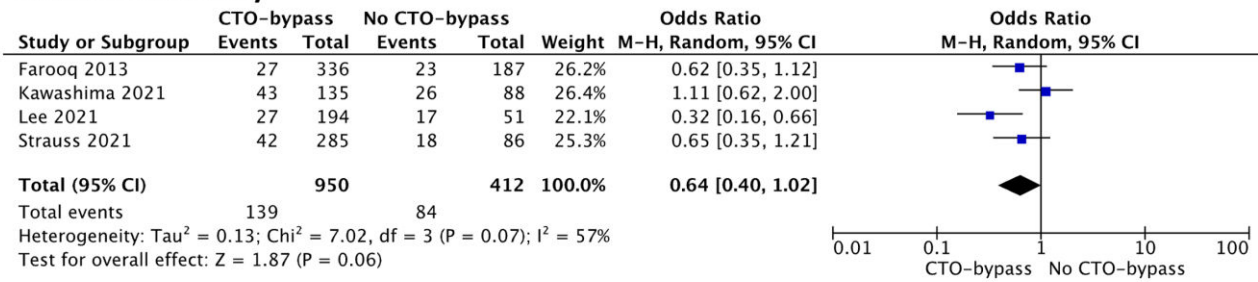 CTO-bypass No CTO-bypass Odds Ratio Odds Ratio
Study or Subgroup Events Total Events Total Weight M-H, Random, 95% CI M-H, Random, 95% CI
Farooq 2013 27 336 23 187 26.2% 0.62 [0.35, 1.12]
Kawashima 2021 43 135 26 88 26.4% 1.11 [0.62, 2.00]
Lee 2021 27 194 17 51 22.1% 0.32 [0.16, 0.66]
Strauss 2021 42 285 18 86 25.3% 0.65 [0.35, 1.21]
Total (95% CI) 950 412 100.0% 0.64 [0.40, 1.02]
Total events 139 84
Heterogeneity: Tau² = 0.13; Chi² = 7.02, df = 3 (P = 0.07); I² = 57%
Test for overall effect: Z = 1.87 (P = 0.06)
0.01 0.1 1 10 100
CTO-bypass No CTO-bypass